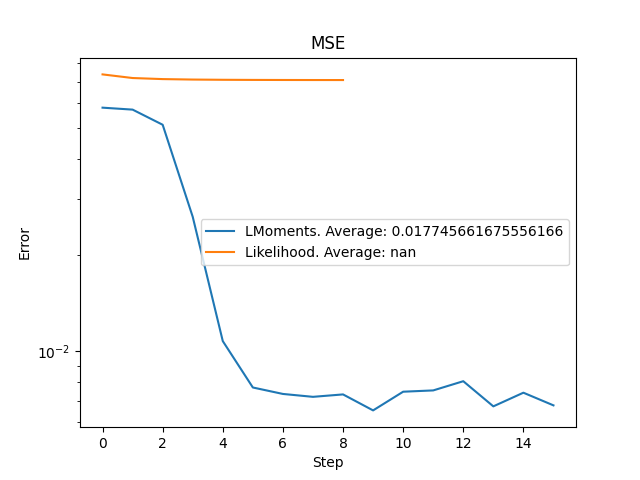 MSE
Error
10^{-2}
LMoments. Average: 0.017745661675556166
Likelihood. Average: nan
0 2 4 6 8 10 12 14
Step